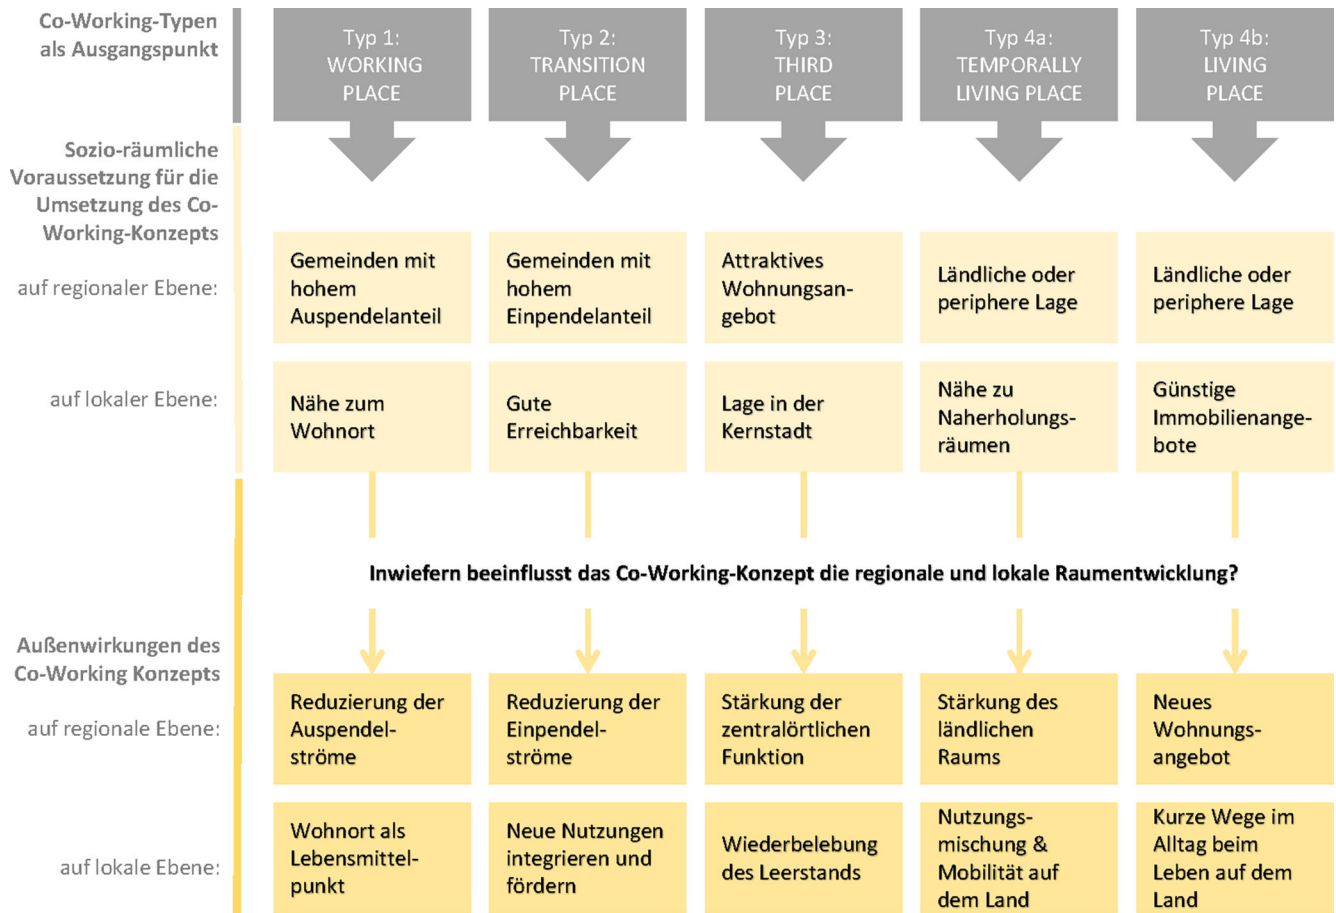 Co-Working-Typen
als Ausgangspunkt
Typ 1:
WORKING
PLACE
Typ 2:
TRANSITION
PLACE
Typ 3:
THIRD
PLACE
Typ 4a:
TEMPORALLY
LIVING PLACE
Typ 4b:
LIVING
PLACE
Sozio-räumliche
Voraussetzung für die
Umsetzung des Co-
Working-Konzepts
auf regionaler Ebene:
Gemeinden mit
hohem
Auspendelanteil
Gemeinden mit
hohem
Einpendelanteil
Attraktives
Wohnungsan-
gebot
Ländliche oder
periphere Lage
Ländliche oder
periphere Lage
auf lokaler Ebene:
Nähe zum
Wohnort
Gute
Erreichbarkeit
Lage in der
Kernstadt
Nähe zu
Naherholungs-
räumen
Günstige
Immobilienange-
bote
Inwiefern beeinflusst das Co-Working-Konzept die regionale und lokale Raumentwicklung?
Außenwirkungen des
Co-Working Konzepts
auf regionale Ebene:
Reduzierung der
Auspendel-
ströme
Reduzierung der
Einpendel-
ströme
Stärkung der
zentralörtlichen
Funktion
Stärkung des
ländlichen
Raums
Neues
Wohnungs-
angebot
auf lokale Ebene:
Wohnort als
Lebensmittel-
punkt
Neue Nutzungen
integrieren und
fördern
Wiederbelebung
des Leerstands
Nutzungs-
mischung &
Mobilität auf
dem Land
Kurze Wege im
Alltag beim
Leben auf dem
Land